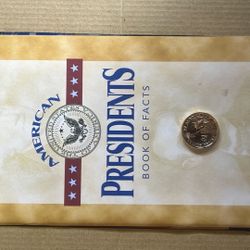 AMERICAN
PRESIDENTS
BOOK OF FACTS